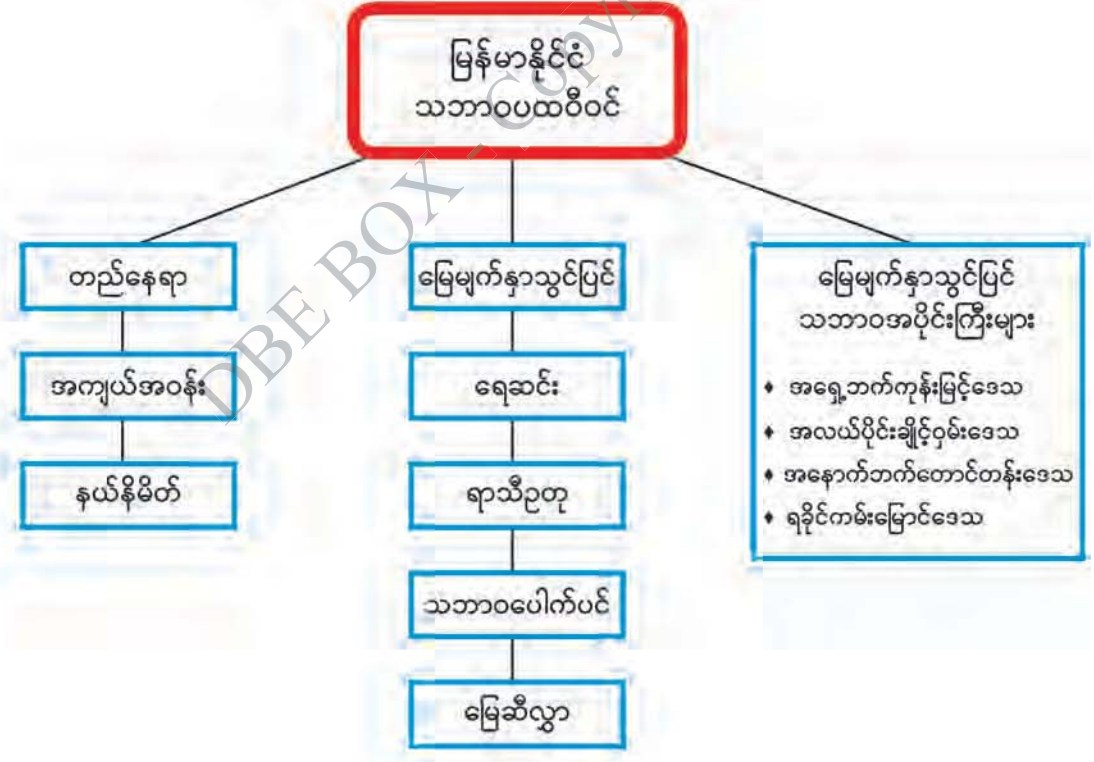 မြန်မာနိုင်ငံ
သဘာဝပထဝီဝင်
တည်နေရာ
အကျယ်အဝန်း
နယ်နိမိတ်
မြေမျက်နှာသွင်ပြင်
ရေဆင်း
ရာသီဥတု
သဘာဝပေါက်ပင်
မြေဆီလွှာ
မြေမျက်နှာသွင်ပြင်
သဘာဝအပိုင်းကြီးများ
♦ အရှေ့ဘက်ကုန်းမြင့်ဒေသ
♦ အလယ်ပိုင်းချိုင့်ဝှမ်းဒေသ
♦ အနောက်ဘက်တောင်တန်းဒေသ
♦ ရခိုင်ကမ်းမြောင်ဒေသ
DBE BOX - Copy